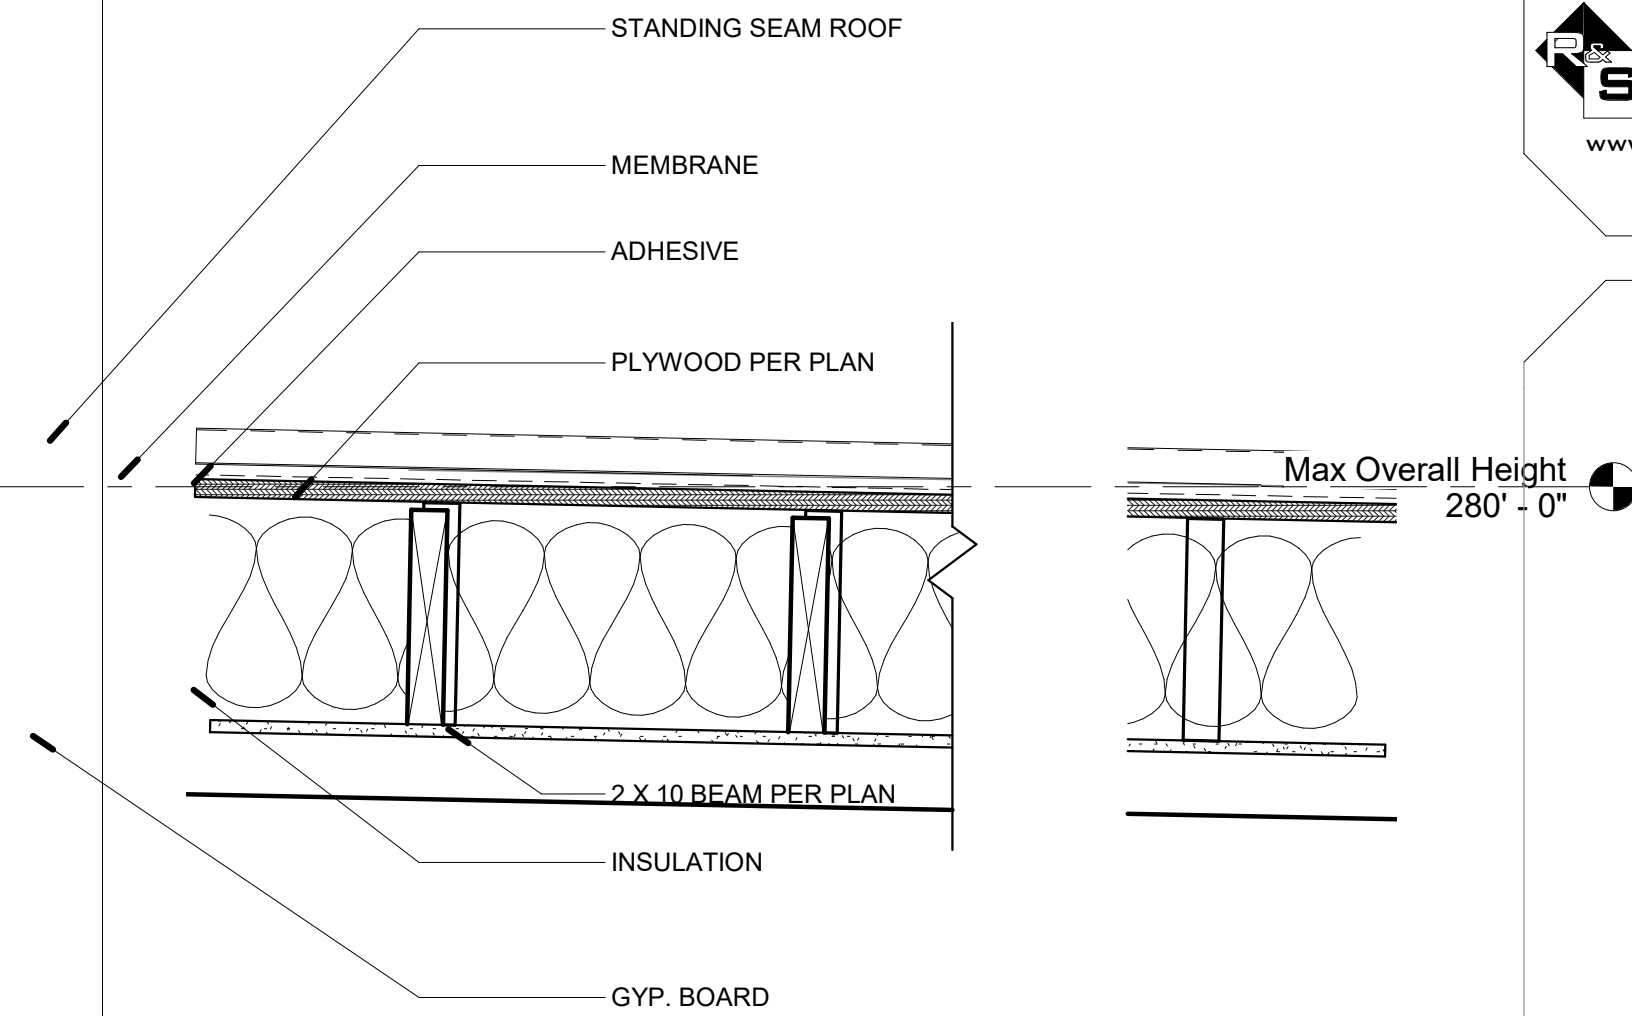 STANDING SEAM ROOF
R&
S
www
MEMBRANE
ADHESIVE
PLYWOOD PER PLAN
Max Overall Height
280' - 0"
2 X 10 BEAM PER PLAN
INSULATION
GYP. BOARD